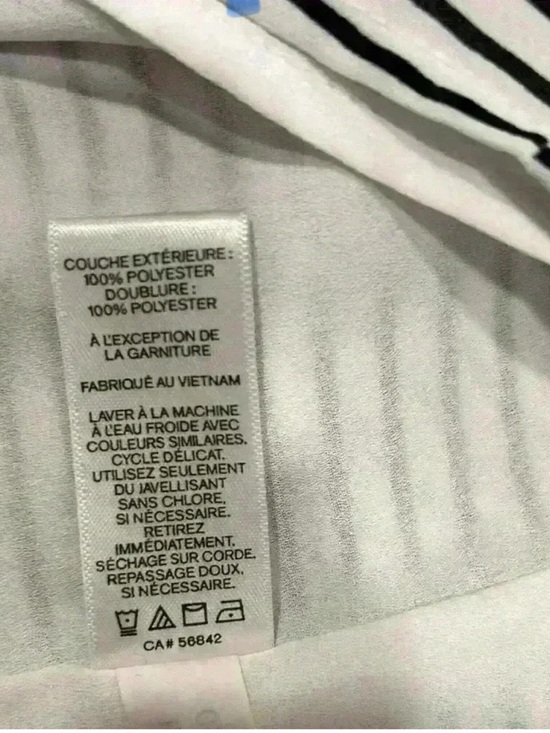 COUCHE EXTÉRIEURE :
100% POLYESTER
DOUBLURE :
100% POLYESTER
À L'EXCEPTION DE
LA GARNITURE
FABRIQUÉ AU VIETNAM
LAVER À LA MACHINE
À L'EAU FROIDE AVEC
COULEURS SIMILAIRES.
CYCLE DÉLICAT.
UTILISEZ SEULEMENT
DU JAVELLISANT
SANS CHLORE,
SI NÉCESSAIRE.
RETIREZ
IMMÉDIATEMENT.
SÉCHAGE SUR CORDE.
REPASSAGE DOUX,
SI NÉCESSAIRE.
CA# 56842